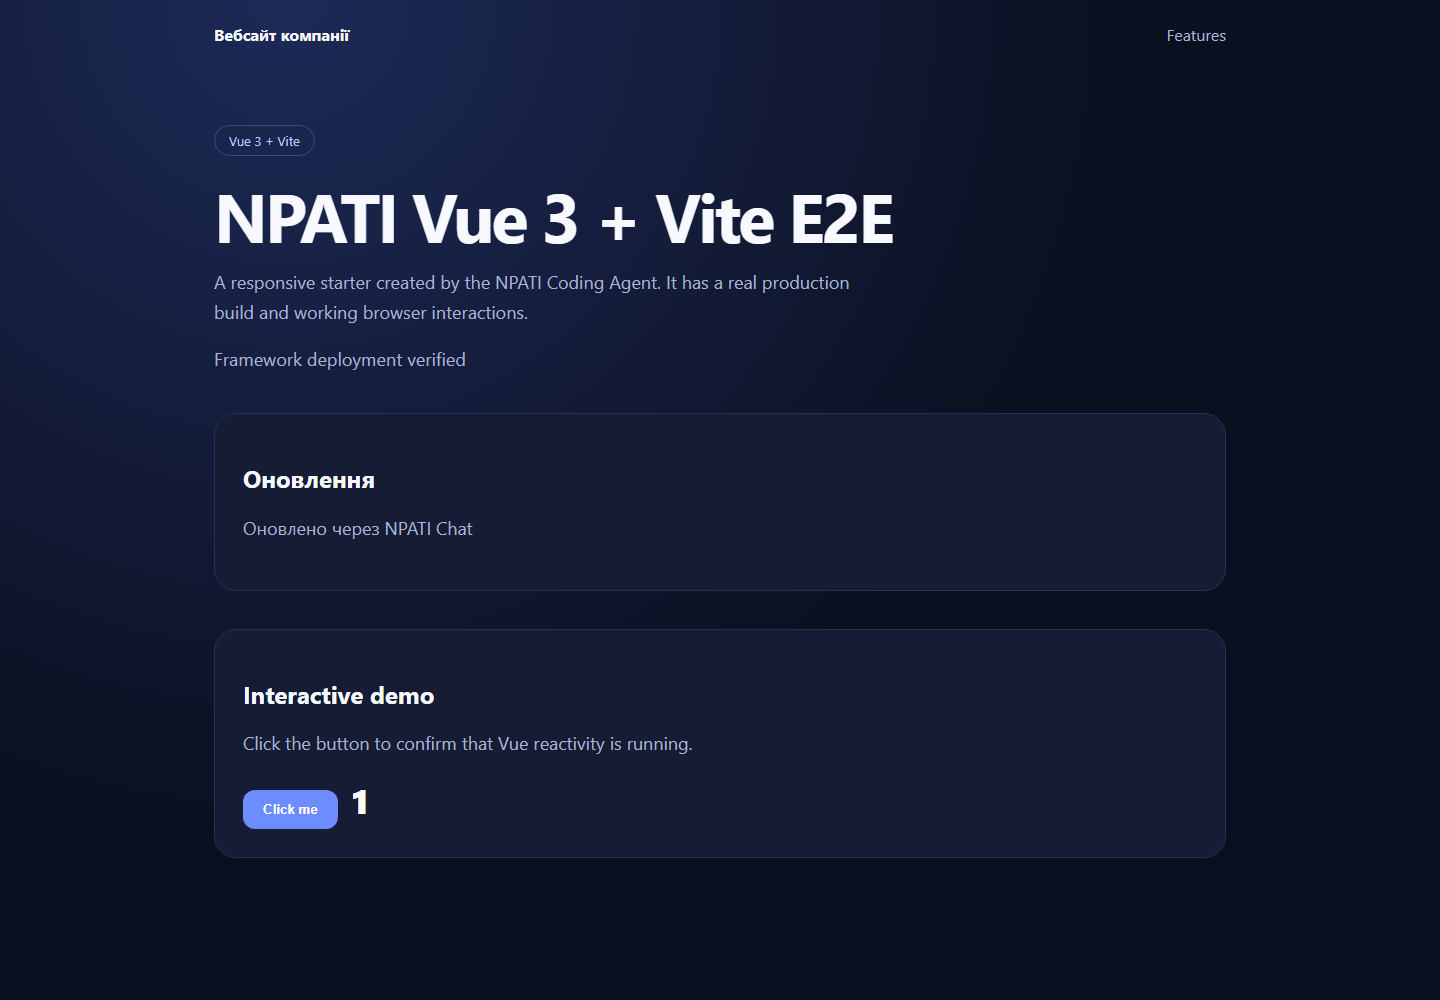 Вебсайт компанії
Features
Vue 3 + Vite
NPATI Vue 3 + Vite E2E
A responsive starter created by the NPATI Coding Agent. It has a real production
build and working browser interactions.
Framework deployment verified
Оновлення
Оновлено через NPATI Chat
Interactive demo
Click the button to confirm that Vue reactivity is running.
Click me 1